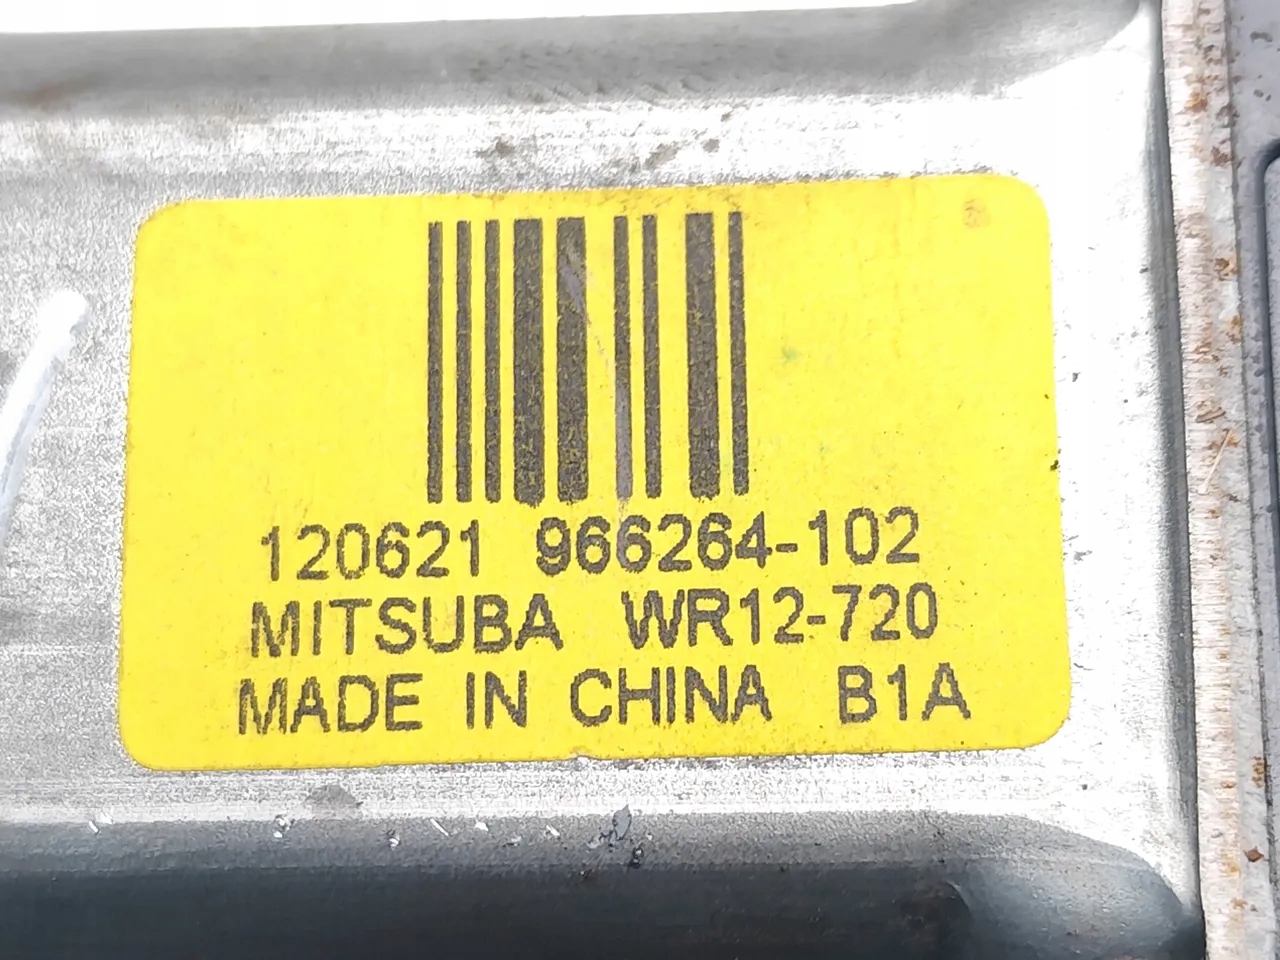 120621 966264-102
MITSUBA WR12-720
MADE IN CHINA B1A